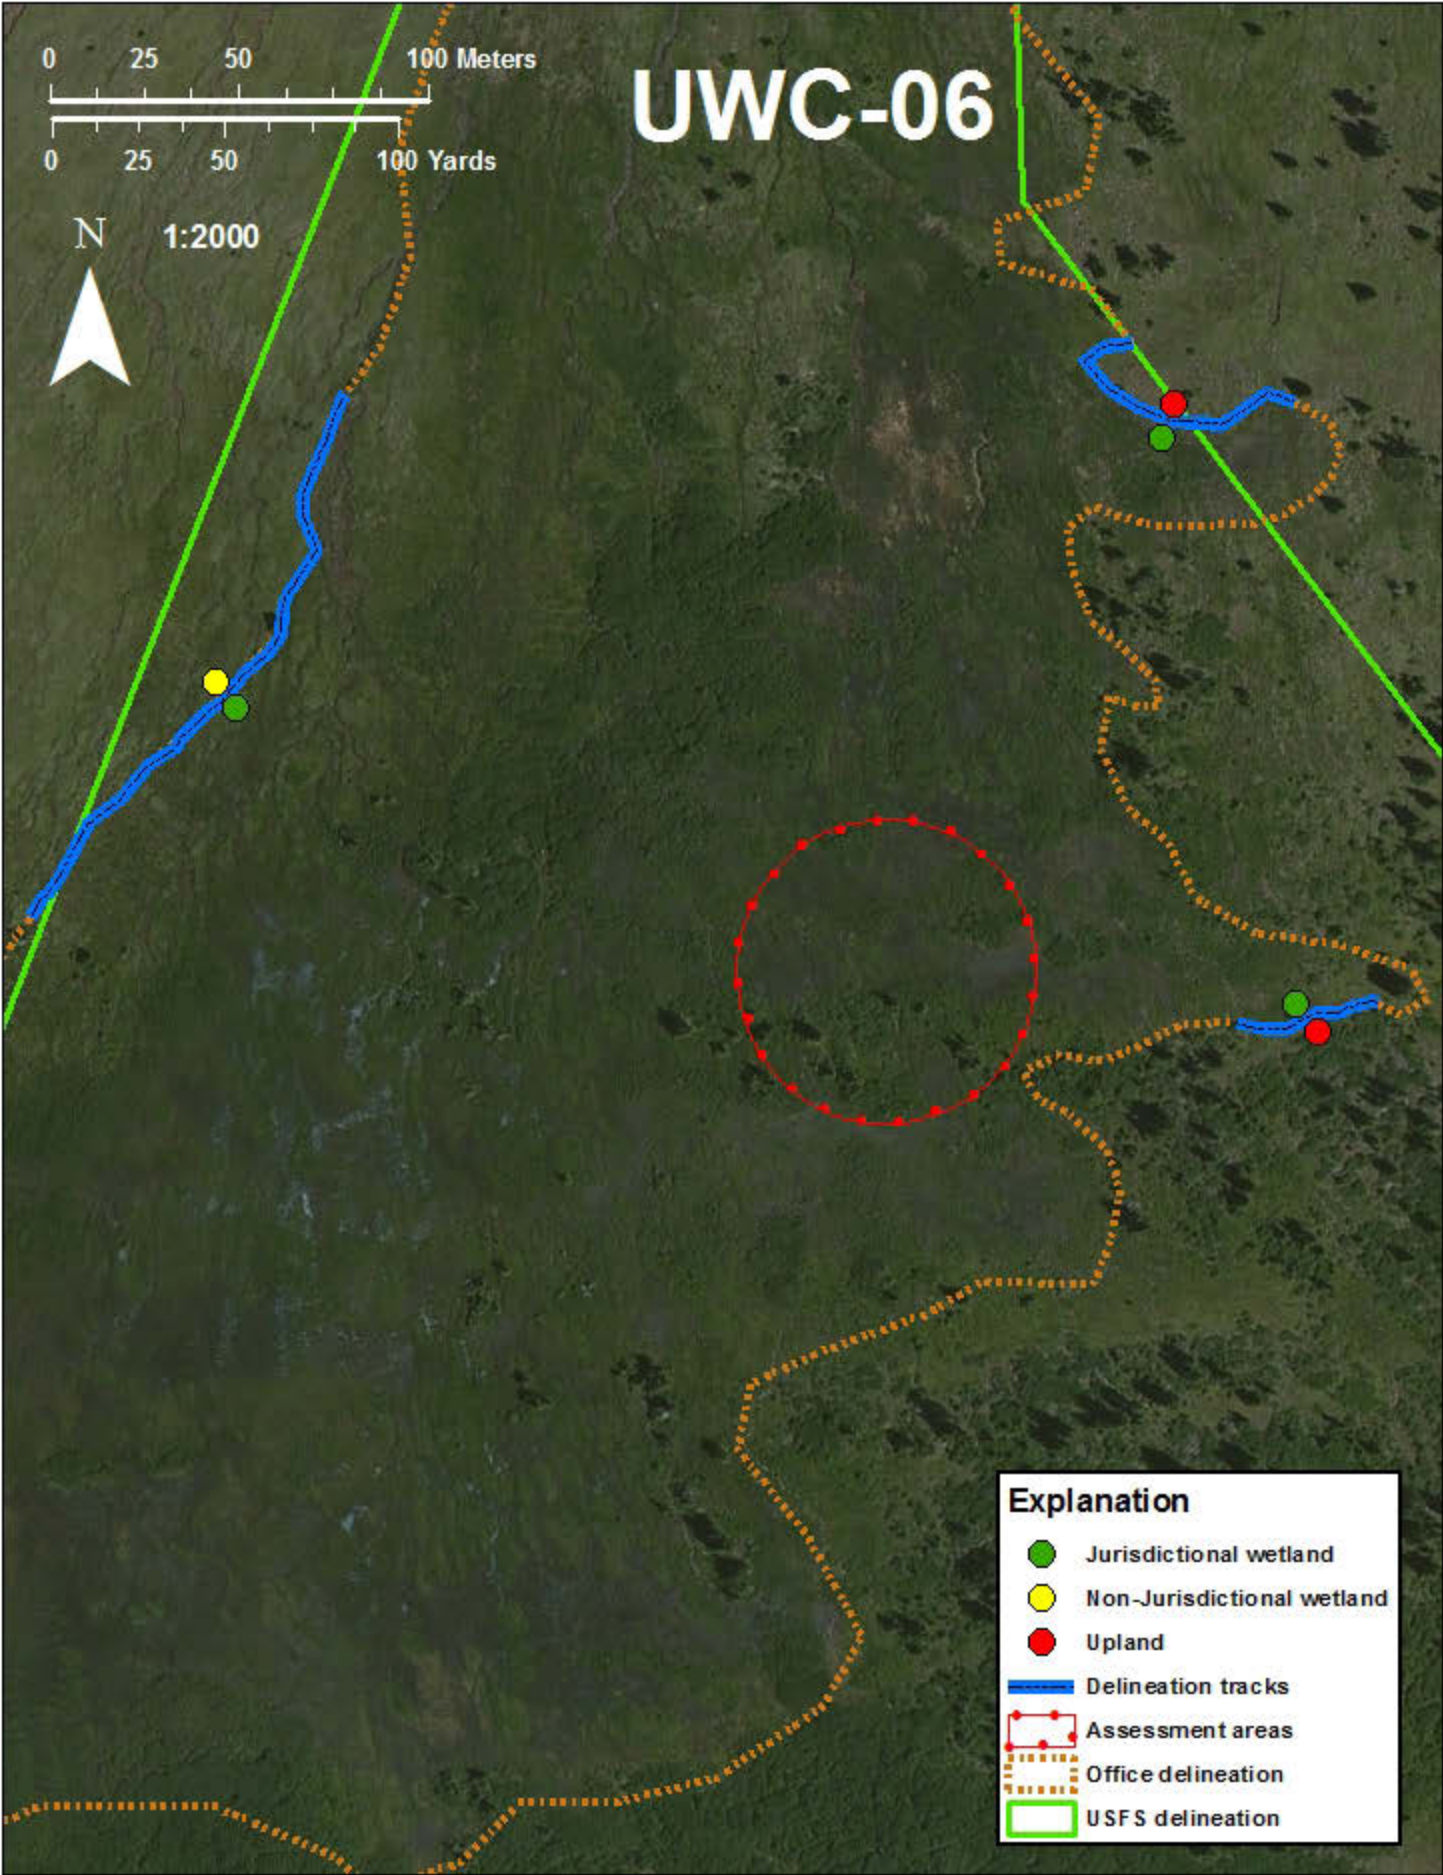 0 25 50 100 Meters
0 25 50 100 Yards
UWC-06
N 1:2000
Explanation
Jurisdictional wetland
Non-Jurisdictional wetland
Upland
Delineation tracks
Assessment areas
Office delineation
USFS delineation